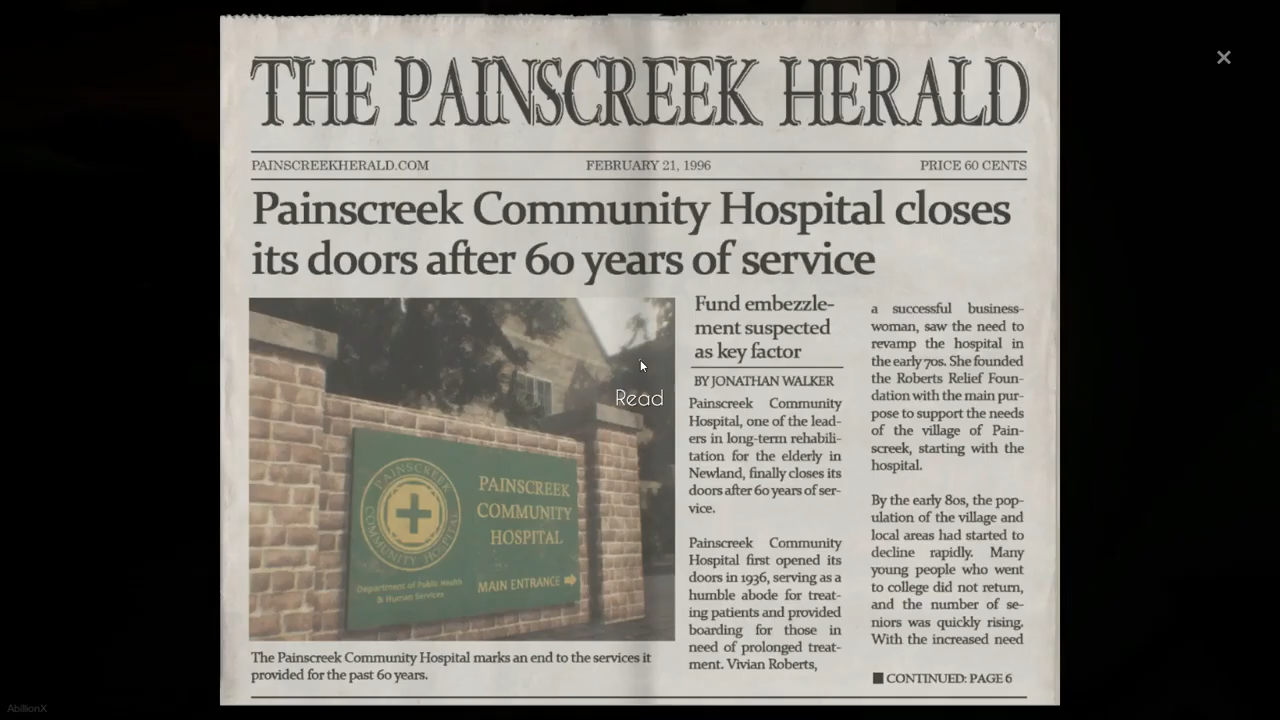 THE PAINSCREEK HERALD
PAINSCREEKHERALD.COM FEBRUARY 21, 1996 PRICE 60 CENTS
Painscreek Community Hospital closes
its doors after 60 years of service
Fund embezzle-
ment suspected
as key factor
BY JONATHAN WALKER
Painscreek Community
Hospital, one of the lead-
ers in long-term rehabili-
tation for the elderly in
Newland, finally closes its
doors after 60 years of ser-
vice.
Painscreek Community
Hospital first opened its
doors in 1936, serving as a
humble abode for treat-
ing patients and provided
boarding for those in
need of prolonged treat-
ment. Vivian Roberts,
a successful business-
woman, saw the need to
revamp the hospital in
the early 70s. She founded
the Roberts Relief Foun-
dation with the main pur-
pose to support the needs
of the village of Pain-
screek, starting with the
hospital.
By the early 80s, the pop-
ulation of the village and
local areas had started to
decline rapidly. Many
young people who went
to college did not return,
and the number of se-
niors was quickly rising.
With the increased need
CONTINUED: PAGE 6
Read
PAINSCREEK
COMMUNITY HOSPITAL
PAINSCREEK
COMMUNITY
HOSPITAL
MAIN ENTRANCE
Department of Public Health
& Human Services
The Painscreek Community Hospital marks an end to the services it
provided for the past 60 years.
AbillionX